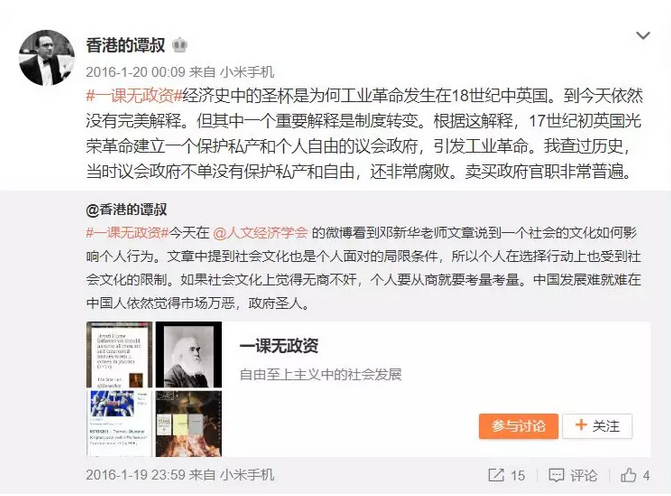 香港的谭叔
2016-1-20 00:09 来自 小米手机
#一课无政资#经济史中的圣杯是为何工业革命发生在18世纪中英国。到今天依然
没有完美解释。但其中一个重要解释是制度转变。根据这解释，17世纪初英国光
荣革命建立一个保护私产和个人自由的议会政府，引发工业革命。我查过历史，
当时议会政府不单没有保护私产和自由，还非常腐败。卖买政府官职非常普遍。
@香港的谭叔
#一课无政资#今天在 @人文经济学会 的微博看到邓新华老师文章说到一个社会的文化如何影
响个人行为。文章中提到社会文化也是个人面对的局限条件，所以个人在选择行动上也受到社
会文化的限制。如果社会文化上觉得无商不奸，个人要从商就要考量考量。中国发展难就难在
中国人依然觉得市场万恶，政府圣人。
一课无政资
自由至上主义中的社会发展
参与讨论
+ 关注
2016-1-19 23:59 来自 小米手机
15
评论
4